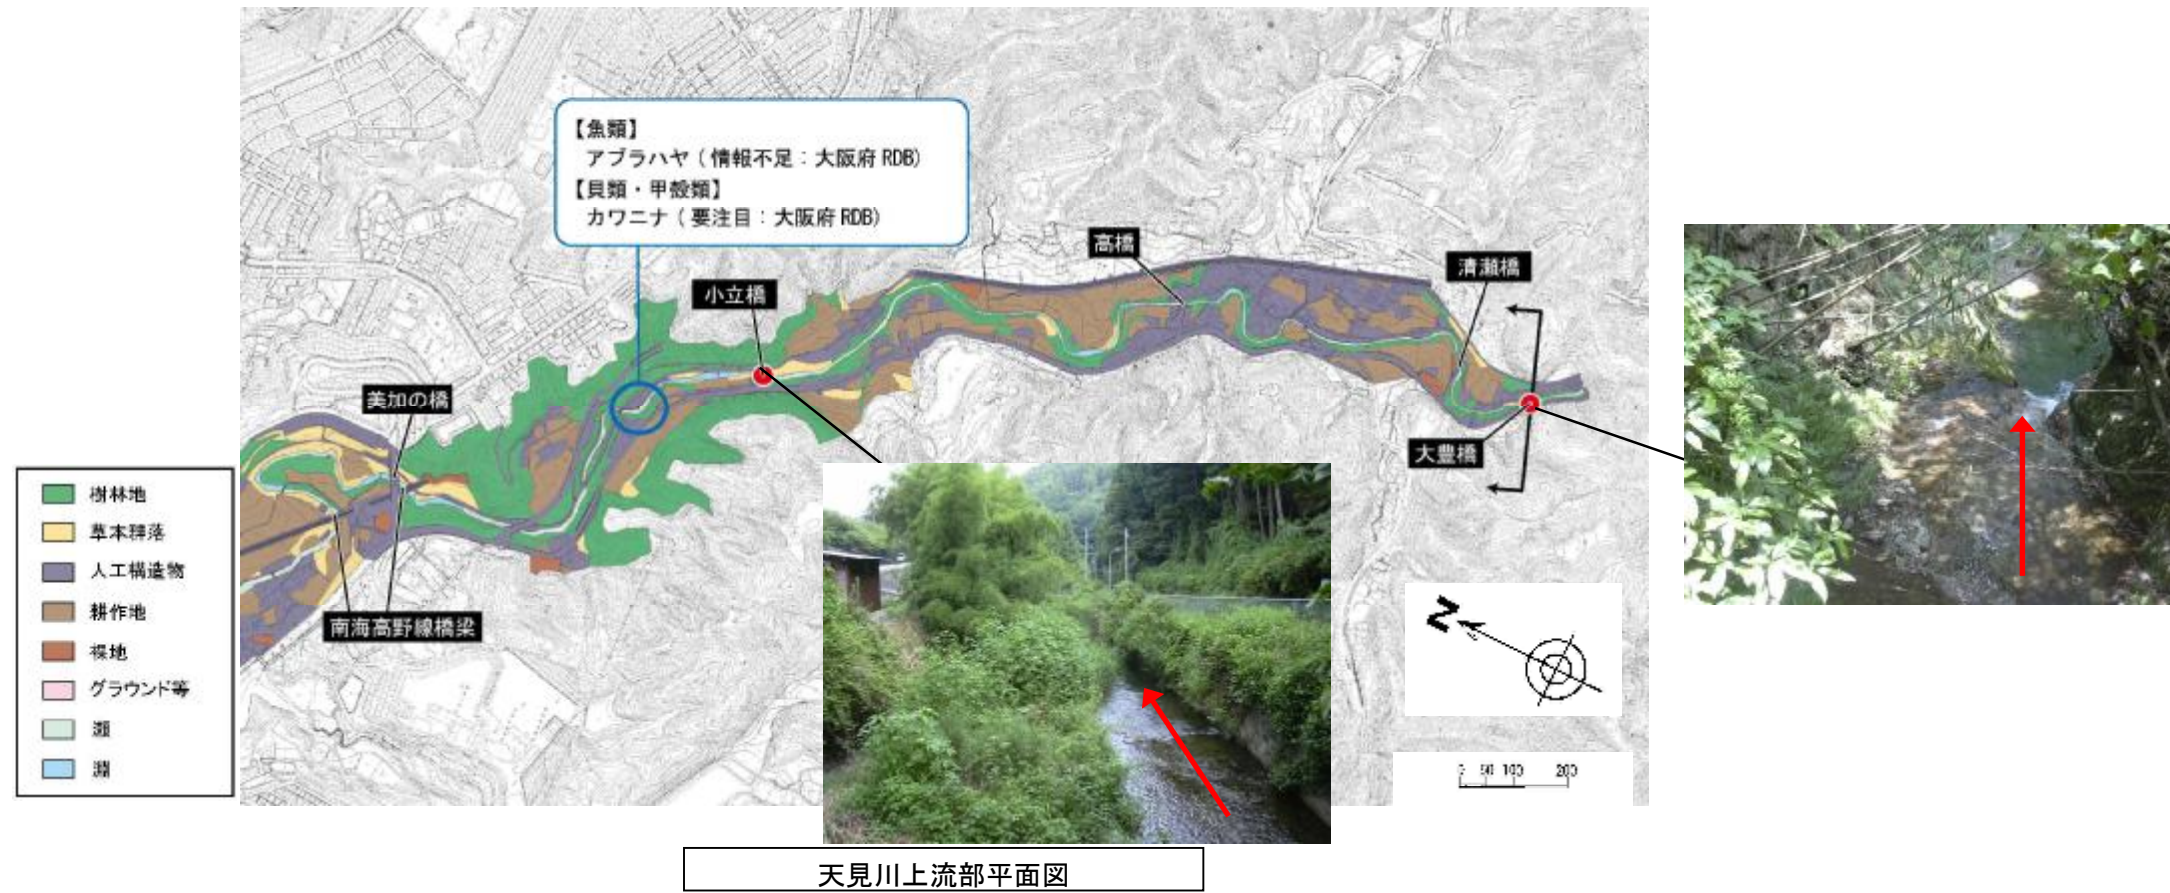 【魚類】
アブラハヤ（情報不足：大阪府 RDB）
【貝類・甲殻類】
カワニナ（要注目：大阪府 RDB）
高橋
清瀬橋
小立橋
美加の橋
大豊橋
南海高野線橋梁
樹林地
草本群落
人工構造物
耕作地
裸地
グラウンド等
瀬
淵
N
0 50 100 200
天見川上流部平面図